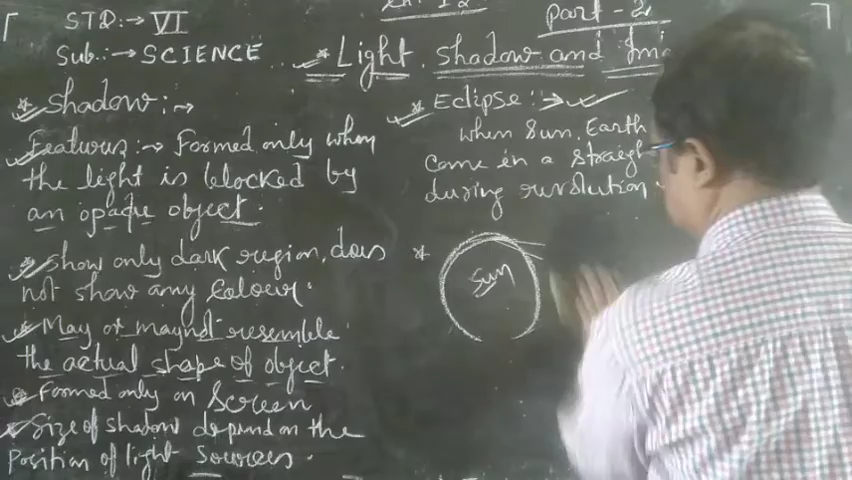 STD:→ VI
Sub.:→ SCIENCE
Part-2
* Light, shadow and
* Shadow:→
Features:→ Formed only when
the light is blocked by
an opaque object.
* Show only dark region, does
not show any Colour.
* May or maynot resemble
the actual shape of object.
* Formed only on Screen
* Size of shadow depend on the
Position of light Sources.
* Eclipse:→
when Sun, Earth
Come in a
during revolution
* Sun